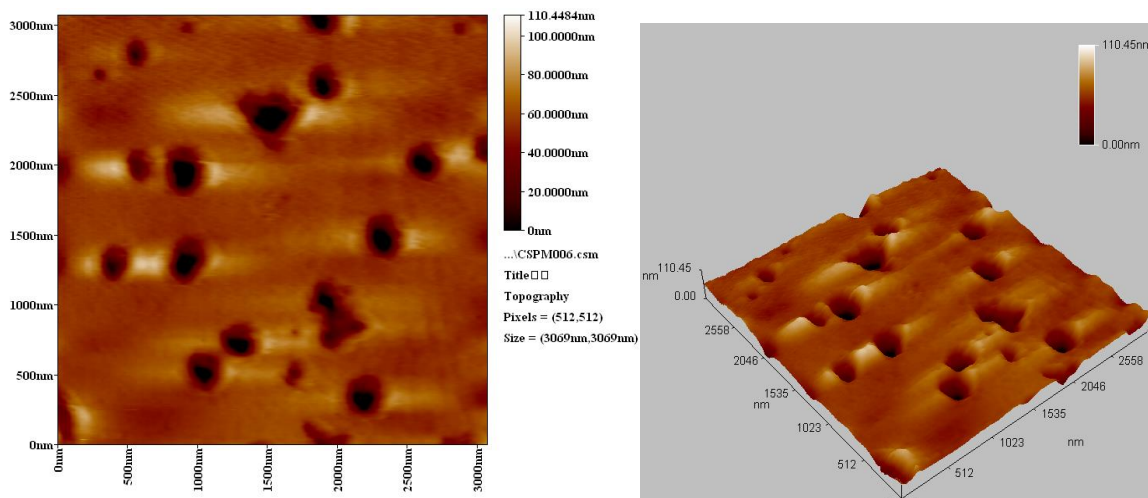 3000nm
2500nm
2000nm
1500nm
1000nm
500nm
0nm
0nm
500nm
1000nm
1500nm
2000nm
2500nm
3000nm
110.4484nm
100.0000nm
80.0000nm
60.0000nm
40.0000nm
20.0000nm
0nm
...\CSPM006.csm
Title□□
Topography
Pixels = (512,512)
Size = (3069nm,3069nm)
110.45nm
0.00nm
nm
110.45
0.00
2558
2046
1535
1023
512
nm
512
1023
1535
2046
2558
nm